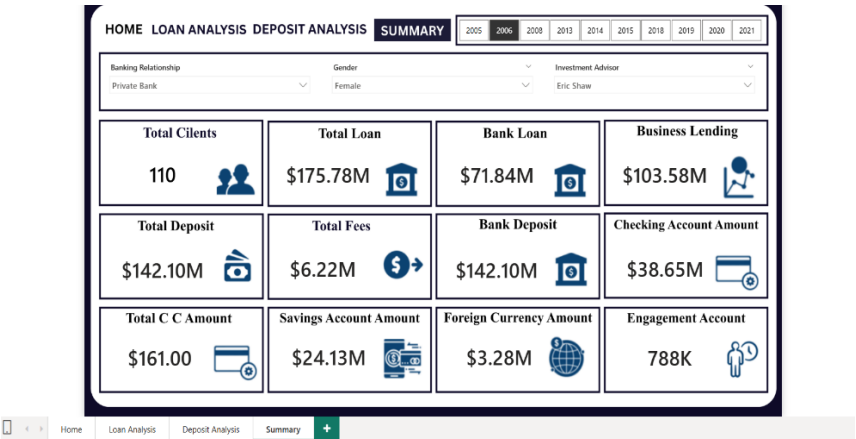 HOME LOAN ANALYSIS DEPOSIT ANALYSIS SUMMARY 2005 2006 2008 2013 2014 2015 2018 2019 2020 2021
Banking Relationship Gender Investment Advisor
Private Bank Female Eric Shaw
Total Cilents Total Loan Bank Loan Business Lending
110 $175.78M $71.84M $103.58M
Total Deposit Total Fees Bank Deposit Checking Account Amount
$142.10M $6.22M $142.10M $38.65M
Total C C Amount Savings Account Amount Foreign Currency Amount Engagement Account
$161.00 $24.13M $3.28M 788K
Home Loan Analysis Deposit Analysis Summary +